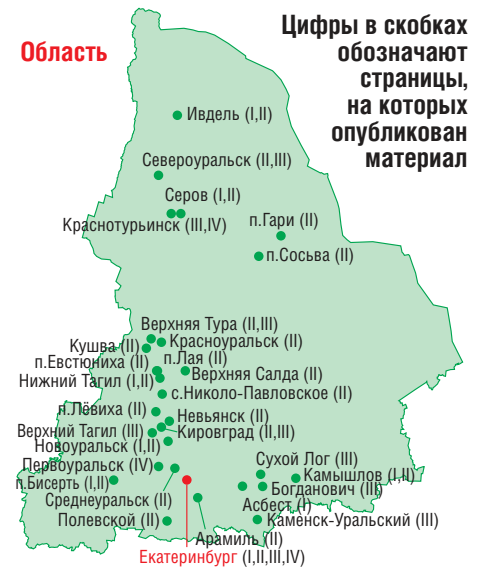 Область
Цифры в скобках
обозначают
страницы,
на которых
опубликован
материал
Ивдель (I,II)
Североуральск (II,III)
Серов (I,II)
Краснотурьинск (III,IV)
п.Гари (II)
п.Сосьва (II)
Верхняя Тура (II,III)
Кушва (II)
Красноуральск (II)
п.Евстюниха (II)
п.Лая (II)
Нижний Тагил (I,II)
Верхняя Салда (II)
с.Николо-Павловское (II)
п.Лёвиха (II)
Невьянск (II)
Верхний Тагил (III)
Кировград (II,III)
Новоуральск (I,II)
Сухой Лог (III)
Первоуральск (IV)
Камышлов (I,II)
п.Бисерть (I,II)
Богданович (III)
Среднеуральск (II)
Асбест (I)
Полевской (II)
Каменск-Уральский (III)
Арамиль (II)
Екатеринбург (I,II,III,IV)